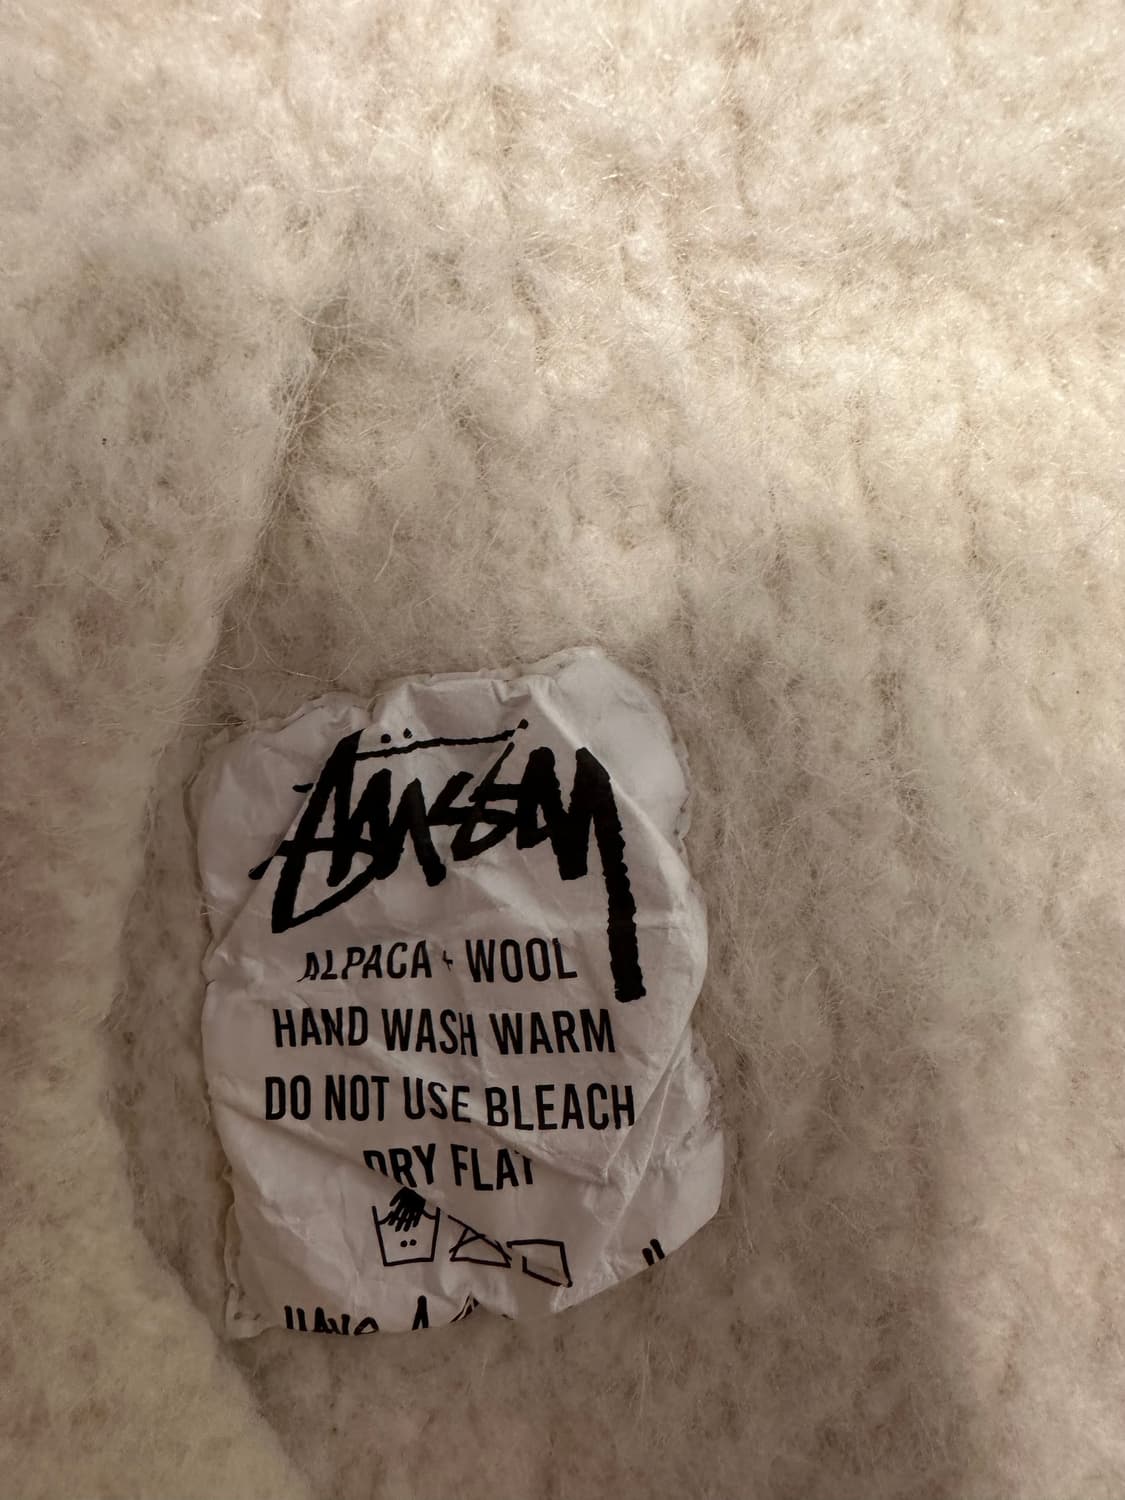 Stüssy
ALPACA + WOOL
HAND WASH WARM
DO NOT USE BLEACH
DRY FLAT